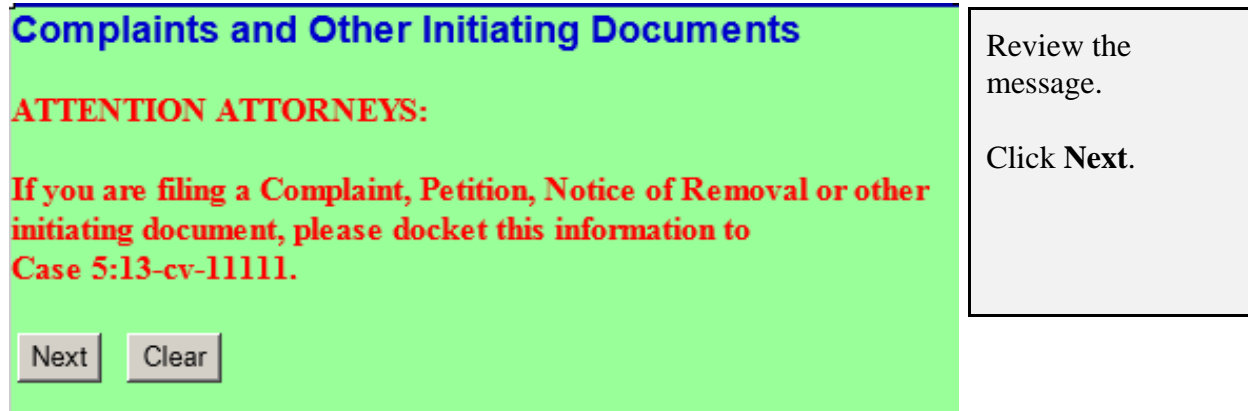 Complaints and Other Initiating Documents
ATTENTION ATTORNEYS:
If you are filing a Complaint, Petition, Notice of Removal or other
initiating document, please docket this information to
Case 5:13-cv-11111.
Next Clear
Review the
message.
Click Next.